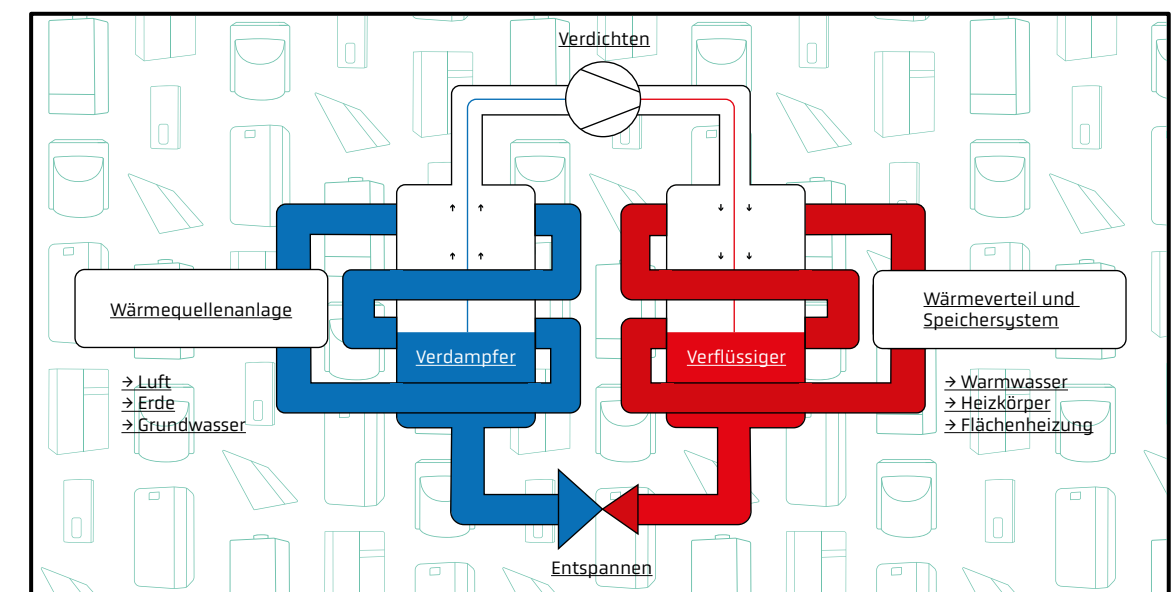 Verdichten
Wärmequellenanlage
Wärmeverteil und
Speichersystem
Verdampfer
Verflüssiger
→ Luft
→ Erde
→ Grundwasser
→ Warmwasser
→ Heizkörper
→ Flächenheizung
Entspannen